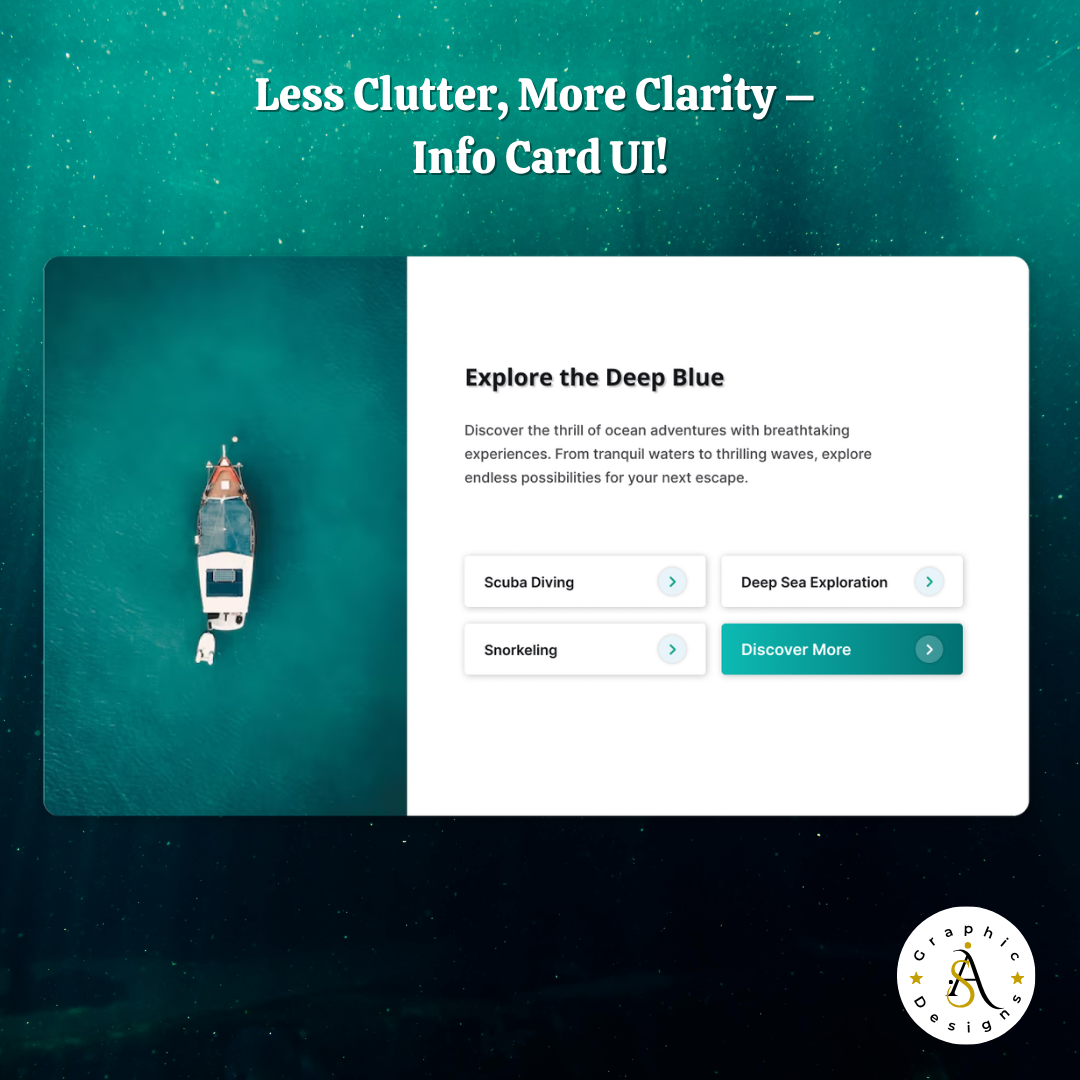 Less Clutter, More Clarity –
Info Card UI!
Explore the Deep Blue
Discover the thrill of ocean adventures with breathtaking
experiences. From tranquil waters to thrilling waves, explore
endless possibilities for your next escape.
Scuba Diving
Deep Sea Exploration
Snorkeling
Discover More
Graphic
SA
Designs